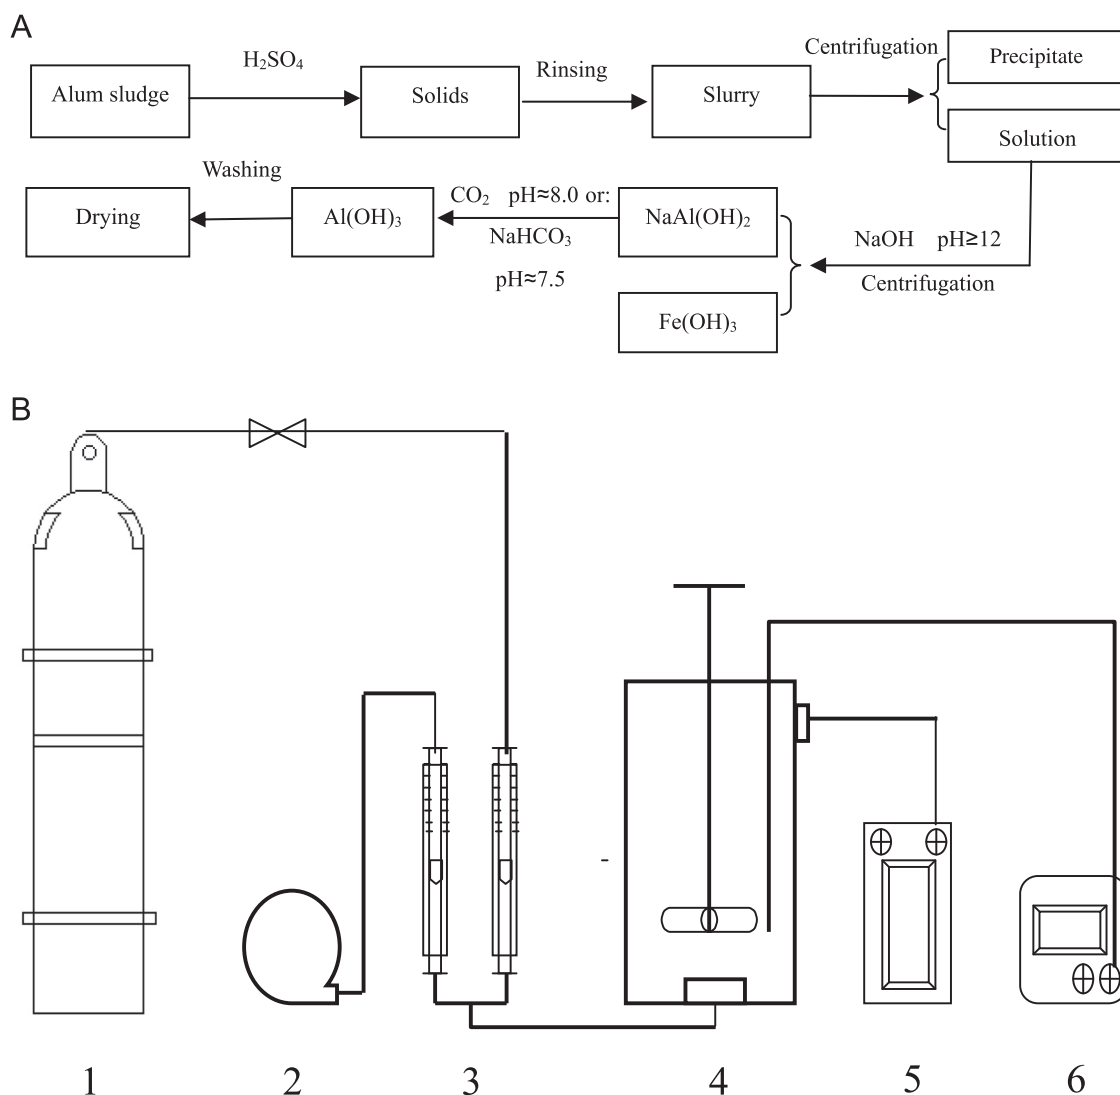 A
Alum sludge
H₂SO₄
Solids
Rinsing
Slurry
Centrifugation
Precipitate
Solution
NaOH pH≥12
Centrifugation
NaAl(OH)₂
Fe(OH)₃
CO₂ pH≈8.0 or:
NaHCO₃
pH≈7.5
Al(OH)₃
Washing
Drying
B
1 2 3 4 5 6